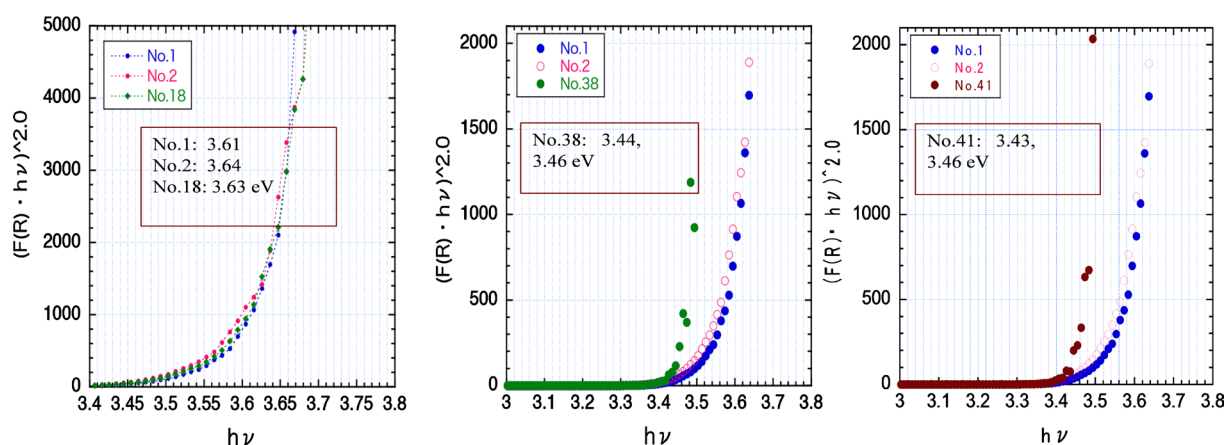 5000
4000
3000
2000
1000
0
(F(R)・hν)^2.0
No.1
No.2
No.18
No.1: 3.61
No.2: 3.64
No.18: 3.63 eV
3.4 3.45 3.5 3.55 3.6 3.65 3.7 3.75 3.8
hν
2000
1500
1000
500
0
(F(R)・hν)^2.0
No.1
No.2
No.38
No.38: 3.44,
3.46 eV
3 3.1 3.2 3.3 3.4 3.5 3.6 3.7 3.8
hν
2000
1500
1000
500
0
(F(R)・hν)^2.0
No.1
No.2
No.41
No.41: 3.43,
3.46 eV
3 3.1 3.2 3.3 3.4 3.5 3.6 3.7 3.8
hν